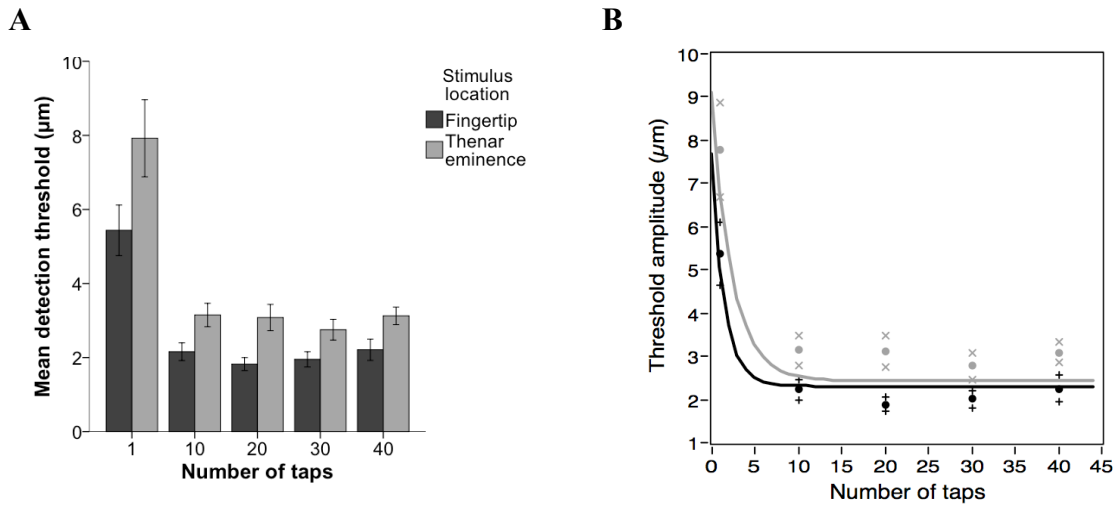 A
Mean detection threshold (µm)
10
8
6
4
2
0
1 10 20 30 40
Number of taps
Stimulus
location
Fingertip
Thenar
eminence
B
Threshold amplitude (µm)
10
9
8
7
6
5
4
3
2
1
0 5 10 15 20 25 30 35 40 45
Number of taps